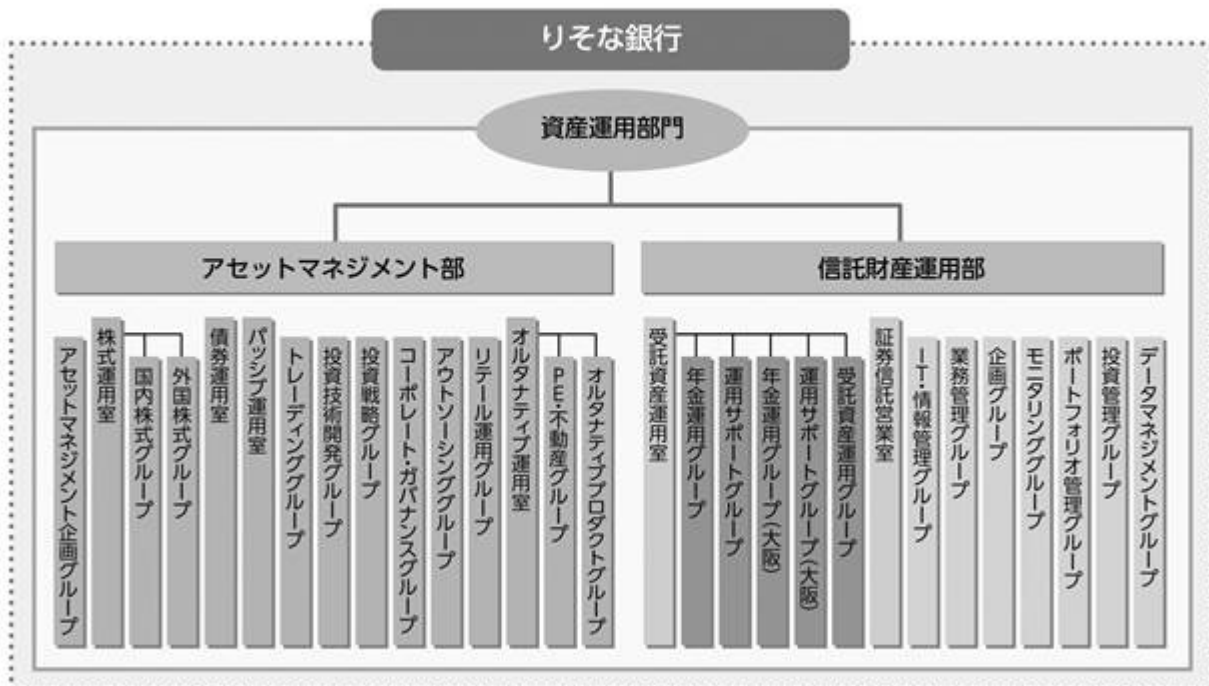 りそな銀行
資産運用部門
アセットマネジメント部
信託財産運用部
アセットマネジメント企画グループ
株式運用室
国内株式グループ
外国株式グループ
債券運用室
パッシブ運用室
トレーディンググループ
投資技術開発グループ
投資戦略グループ
コーポレート・ガバナンスグループ
アウトソーシンググループ
リテール運用グループ
オルタナティブ運用室
PE・不動産グループ
オルタナティブプロダクトグループ
受託資産運用室
年金運用グループ
運用サポートグループ
年金運用グループ(大阪)
運用サポートグループ(大阪)
受託資産運用グループ
証券信託営業室
IT・情報管理グループ
業務管理グループ
企画グループ
モニタリンググループ
ポートフォリオ管理グループ
投資管理グループ
データマネジメントグループ